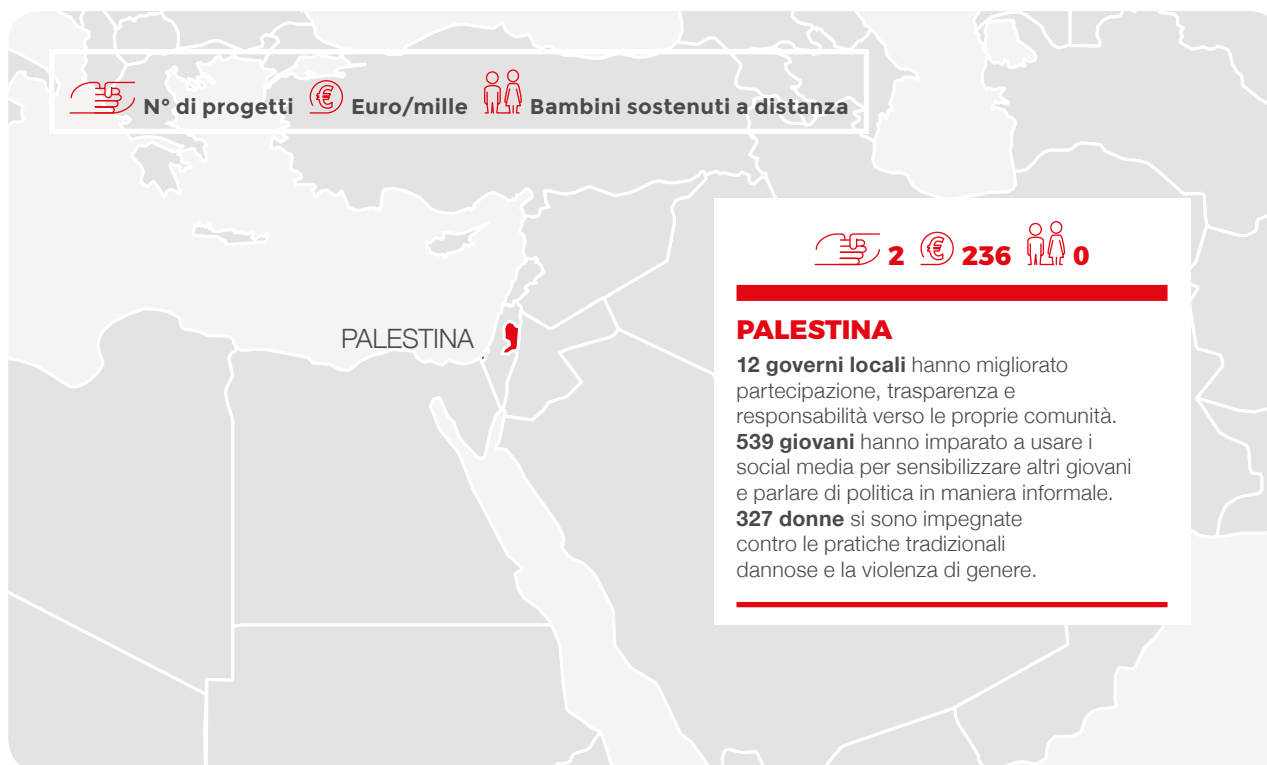 N° di progetti Euro/mille Bambini sostenuti a distanza
2 236 0
PALESTINA
PALESTINA
12 governi locali hanno migliorato
partecipazione, trasparenza e
responsabilità verso le proprie comunità.
539 giovani hanno imparato a usare i
social media per sensibilizzare altri giovani
e parlare di politica in maniera informale.
327 donne si sono impegnate
contro le pratiche tradizionali
dannose e la violenza di genere.